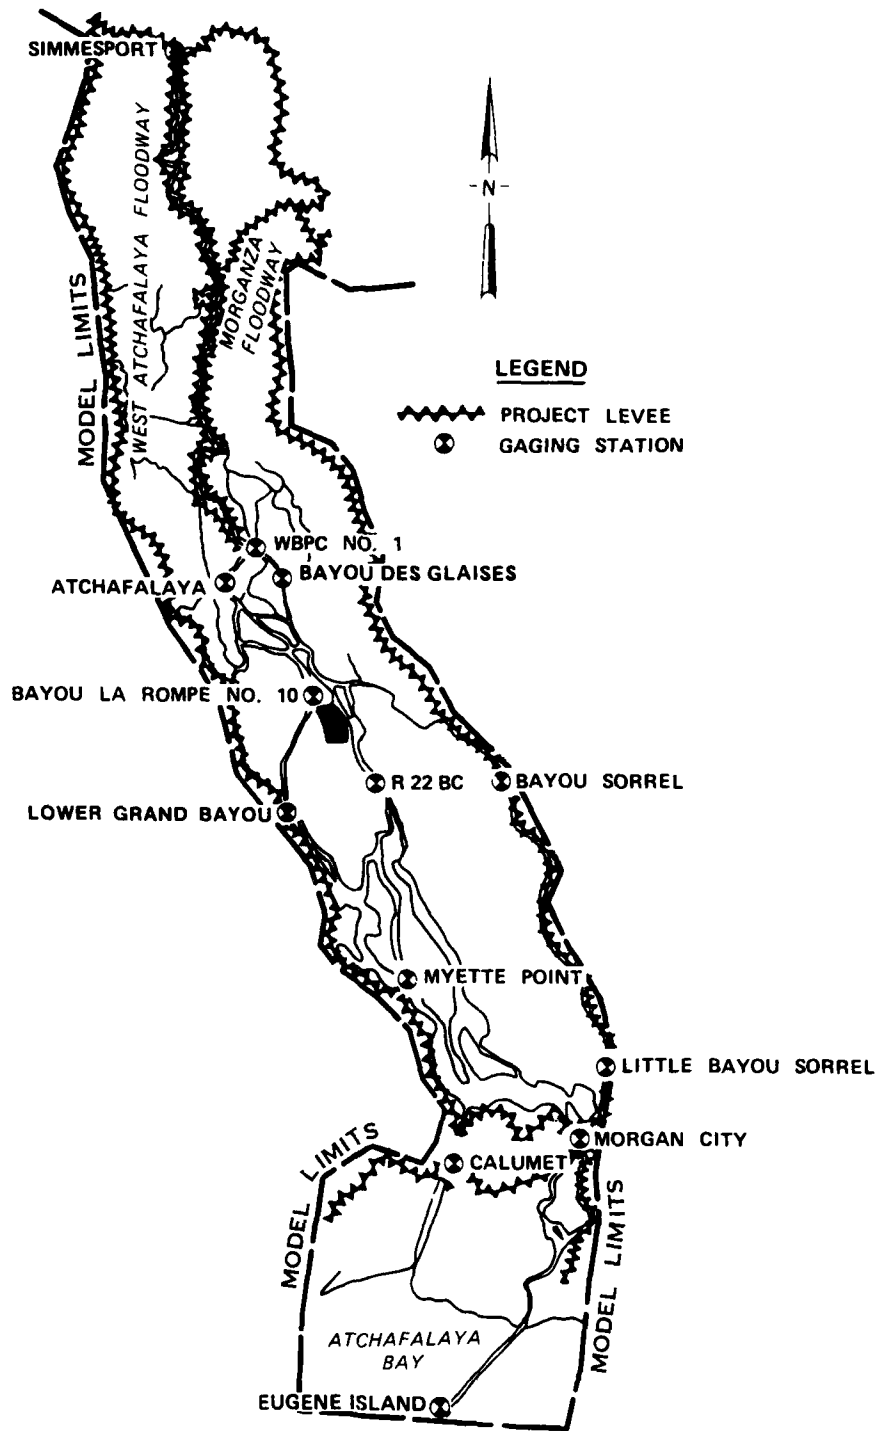 SIMMESPORT
WEST ATCHAFALAYA FLOODWAY
N
MORGANZA
FLOODWAY
MODEL LIMITS
LEGEND
PROJECT LEVEE
GAGING STATION
WBPC NO. 1
BAYOU DES GLAISES
ATCHAFALAYA
BAYOU LA ROMPE NO. 10
R 22 BC
BAYOU SORREL
LOWER GRAND BAYOU
MYETTE POINT
LITTLE BAYOU SORREL
MORGAN CITY
CALUMET
MODEL LIMITS
MODEL LIMITS
ATCHAFALAYA
BAY
EUGENE ISLAND